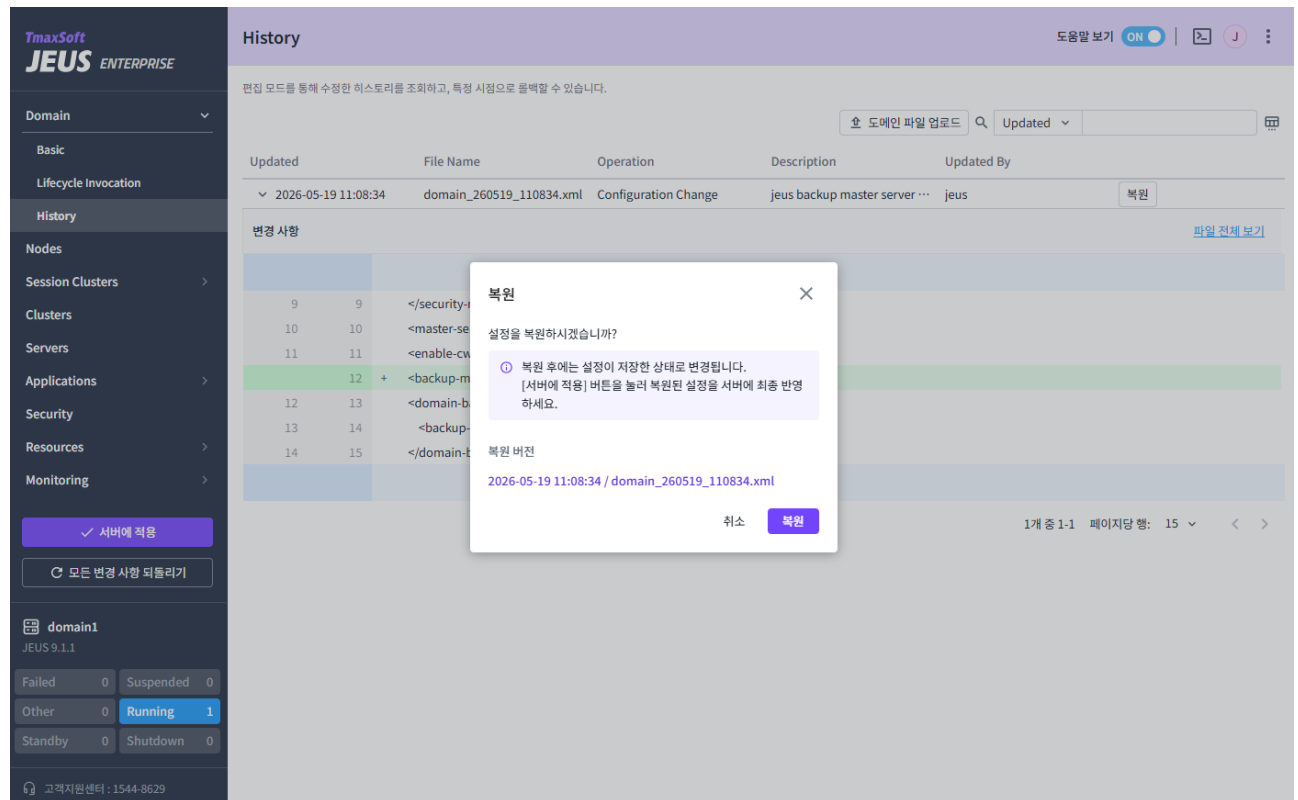 TmaxSoft
JEUS ENTERPRISE
History
도움말 보기 ON J
편집 모드를 통해 수정한 히스토리를 조회하고, 특정 시점으로 롤백할 수 있습니다.
Domain
Basic
Lifecycle Invocation
History
Nodes
Session Clusters
Clusters
Servers
Applications
Security
Resources
Monitoring
서버에 적용
모든 변경 사항 되돌리기
domain1
JEUS 9.1.1
Failed 0 Suspended 0
Other 0 Running 1
Standby 0 Shutdown 0
고객지원센터 : 1544-8629
도메인 파일 업로드 Updated
Updated File Name Operation Description Updated By
2026-05-19 11:08:34 domain_260519_110834.xml Configuration Change jeus backup master server ··· jeus 복원
변경 사항 파일 전체 보기
9 9 </security-
10 10 <master-se
11 11 <enable-cw
12 + <backup-m
12 13 <domain-b
13 14 <backup-
14 15 </domain-b
복원
설정을 복원하시겠습니까?
복원 후에는 설정이 저장한 상태로 변경됩니다.
[서버에 적용] 버튼을 눌러 복원된 설정을 서버에 최종 반영
하세요.
복원 버전
2026-05-19 11:08:34 / domain_260519_110834.xml
취소 복원
1개 중 1-1 페이지당 행: 15